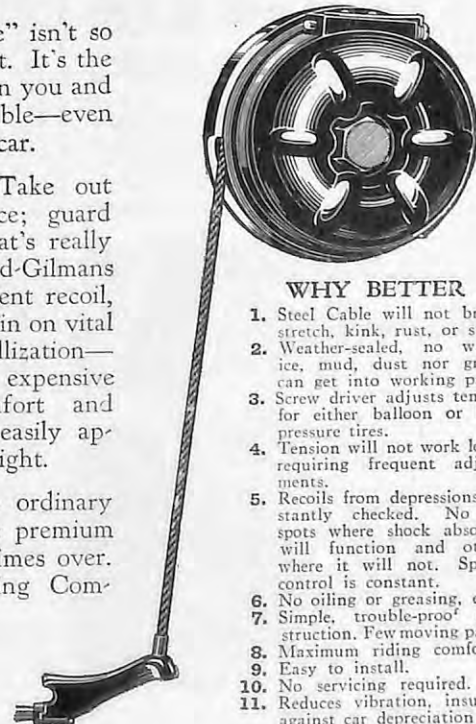 e” isn't so
t. It's the
n you and
ble—even
car.
Take out
ce; guard
at's really
d-Gilmans
ent recoil,
in on vital
llization—
expensive
fort and
easily ap-
ight.
ordinary
premium
imes over.
ng Com-
WHY BETTER
1. Steel Cable will not br
stretch, kink, rust, or s
2. Weather-sealed, no w
ice, mud, dust nor gr
can get into working p
3. Screw driver adjusts ten
for either balloon or
pressure tires.
4. Tension will not work l
requiring frequent adj
ments.
5. Recoils from depressions
stantly checked. No
spots where shock abso
will function and ot
where it will not. Sp
control is constant.
6. No oiling or greasing, e
7. Simple, trouble-proof
struction. Few moving p
8. Maximum riding comfo
9. Easy to install.
10. No servicing required.
11. Reduces vibration, insu
against car depreciation